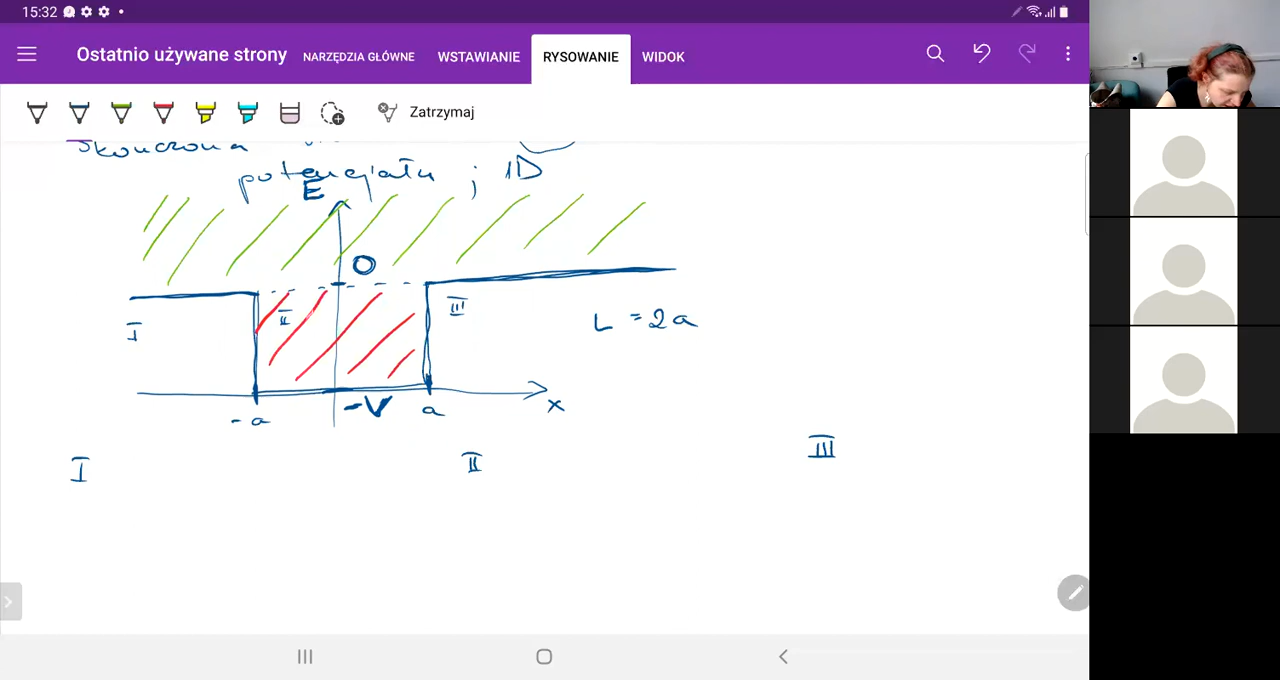 15:32
Ostatnio używane strony NARZĘDZIA GŁÓWNE WSTAWIANIE RYSOWANIE WIDOK
Zatrzymaj
Skończona
potencjału ; 1D
E
0
I II III
L = 2a
-V
-a a x
I II III